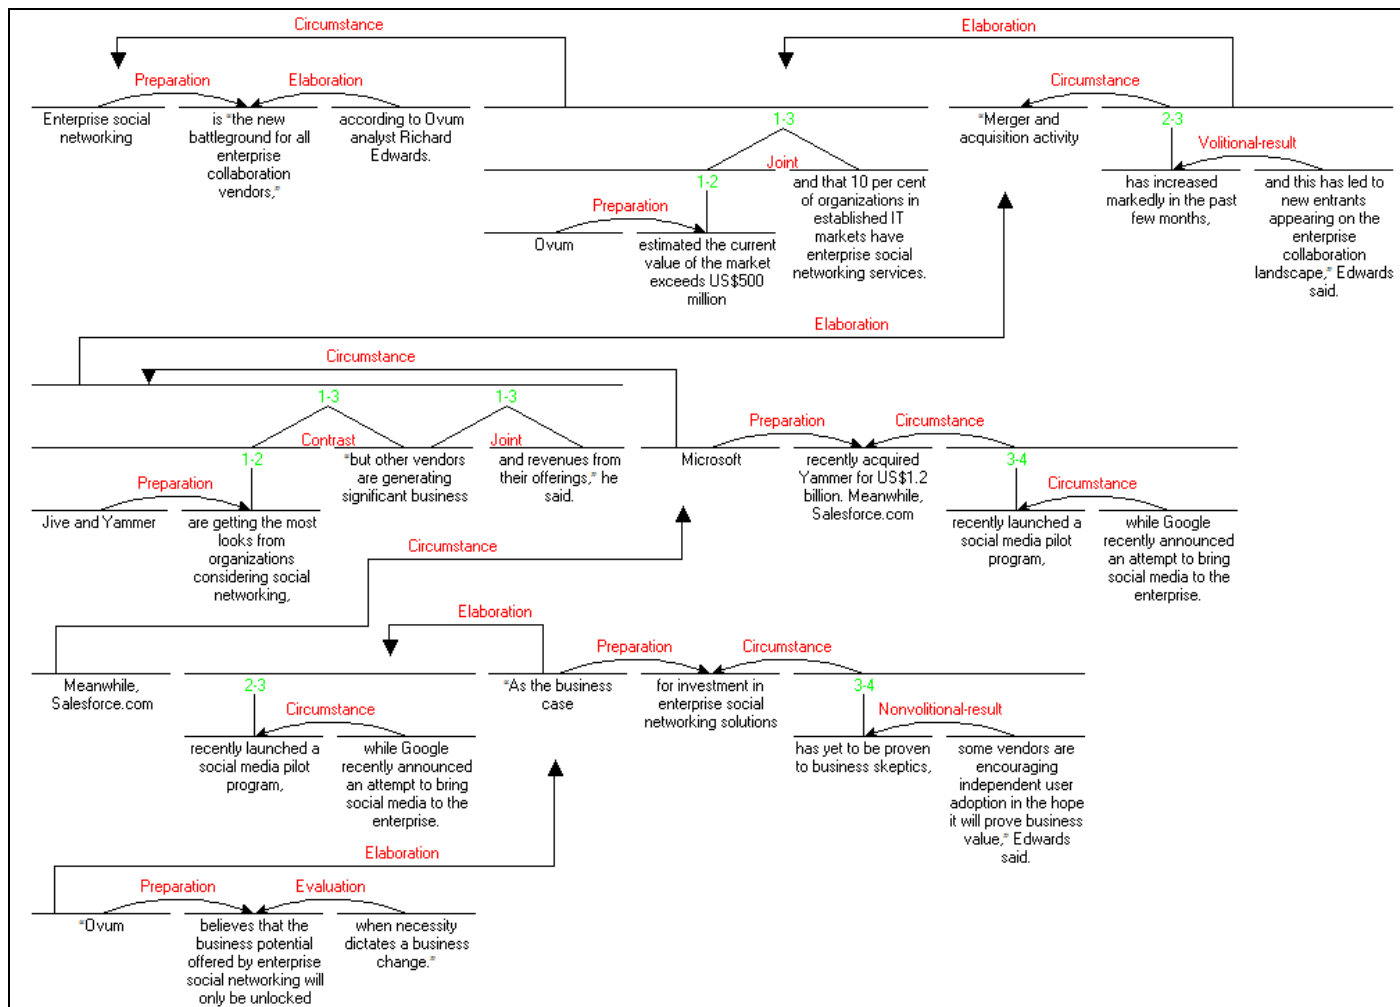 Circumstance
Elaboration
Preparation
Elaboration
Circumstance
Enterprise social
networking
is "the new
battleground for all
enterprise
collaboration
vendors,"
according to Ovum
analyst Richard
Edwards.
1-3
"Merger and
acquisition activity
2-3
Volitional-result
Joint
1-2
and that 10 per cent
of organizations in
established IT
markets have
enterprise social
networking services.
has increased
markedly in the past
few months,
and this has led to
new entrants
appearing on the
enterprise
collaboration
landscape," Edwards
said.
Preparation
Ovum
estimated the current
value of the market
exceeds US$500
million
Elaboration
Circumstance
1-3
1-3
Contrast
Joint
Preparation
Circumstance
1-2
"but other vendors
are generating
significant business
and revenues from
their offerings," he
said.
Microsoft
recently acquired
Yammer for US$1.2
billion. Meanwhile,
Salesforce.com
3-4
Preparation
Circumstance
Jive and Yammer
are getting the most
looks from
organizations
considering social
networking,
recently launched a
social media pilot
program,
while Google
recently announced
an attempt to bring
social media to the
enterprise.
Circumstance
Elaboration
Preparation
Circumstance
Meanwhile,
Salesforce.com
2-3
"As the business
case
for investment in
enterprise social
networking solutions
3-4
Circumstance
Nonvolitional-result
recently launched a
social media pilot
program,
while Google
recently announced
an attempt to bring
social media to the
enterprise.
has yet to be proven
to business skeptics,
some vendors are
encouraging
independent user
adoption in the hope
it will prove business
value," Edwards
said.
Elaboration
Preparation
Evaluation
"Ovum
believes that the
business potential
offered by enterprise
social networking will
only be unlocked
when necessity
dictates a business
change."